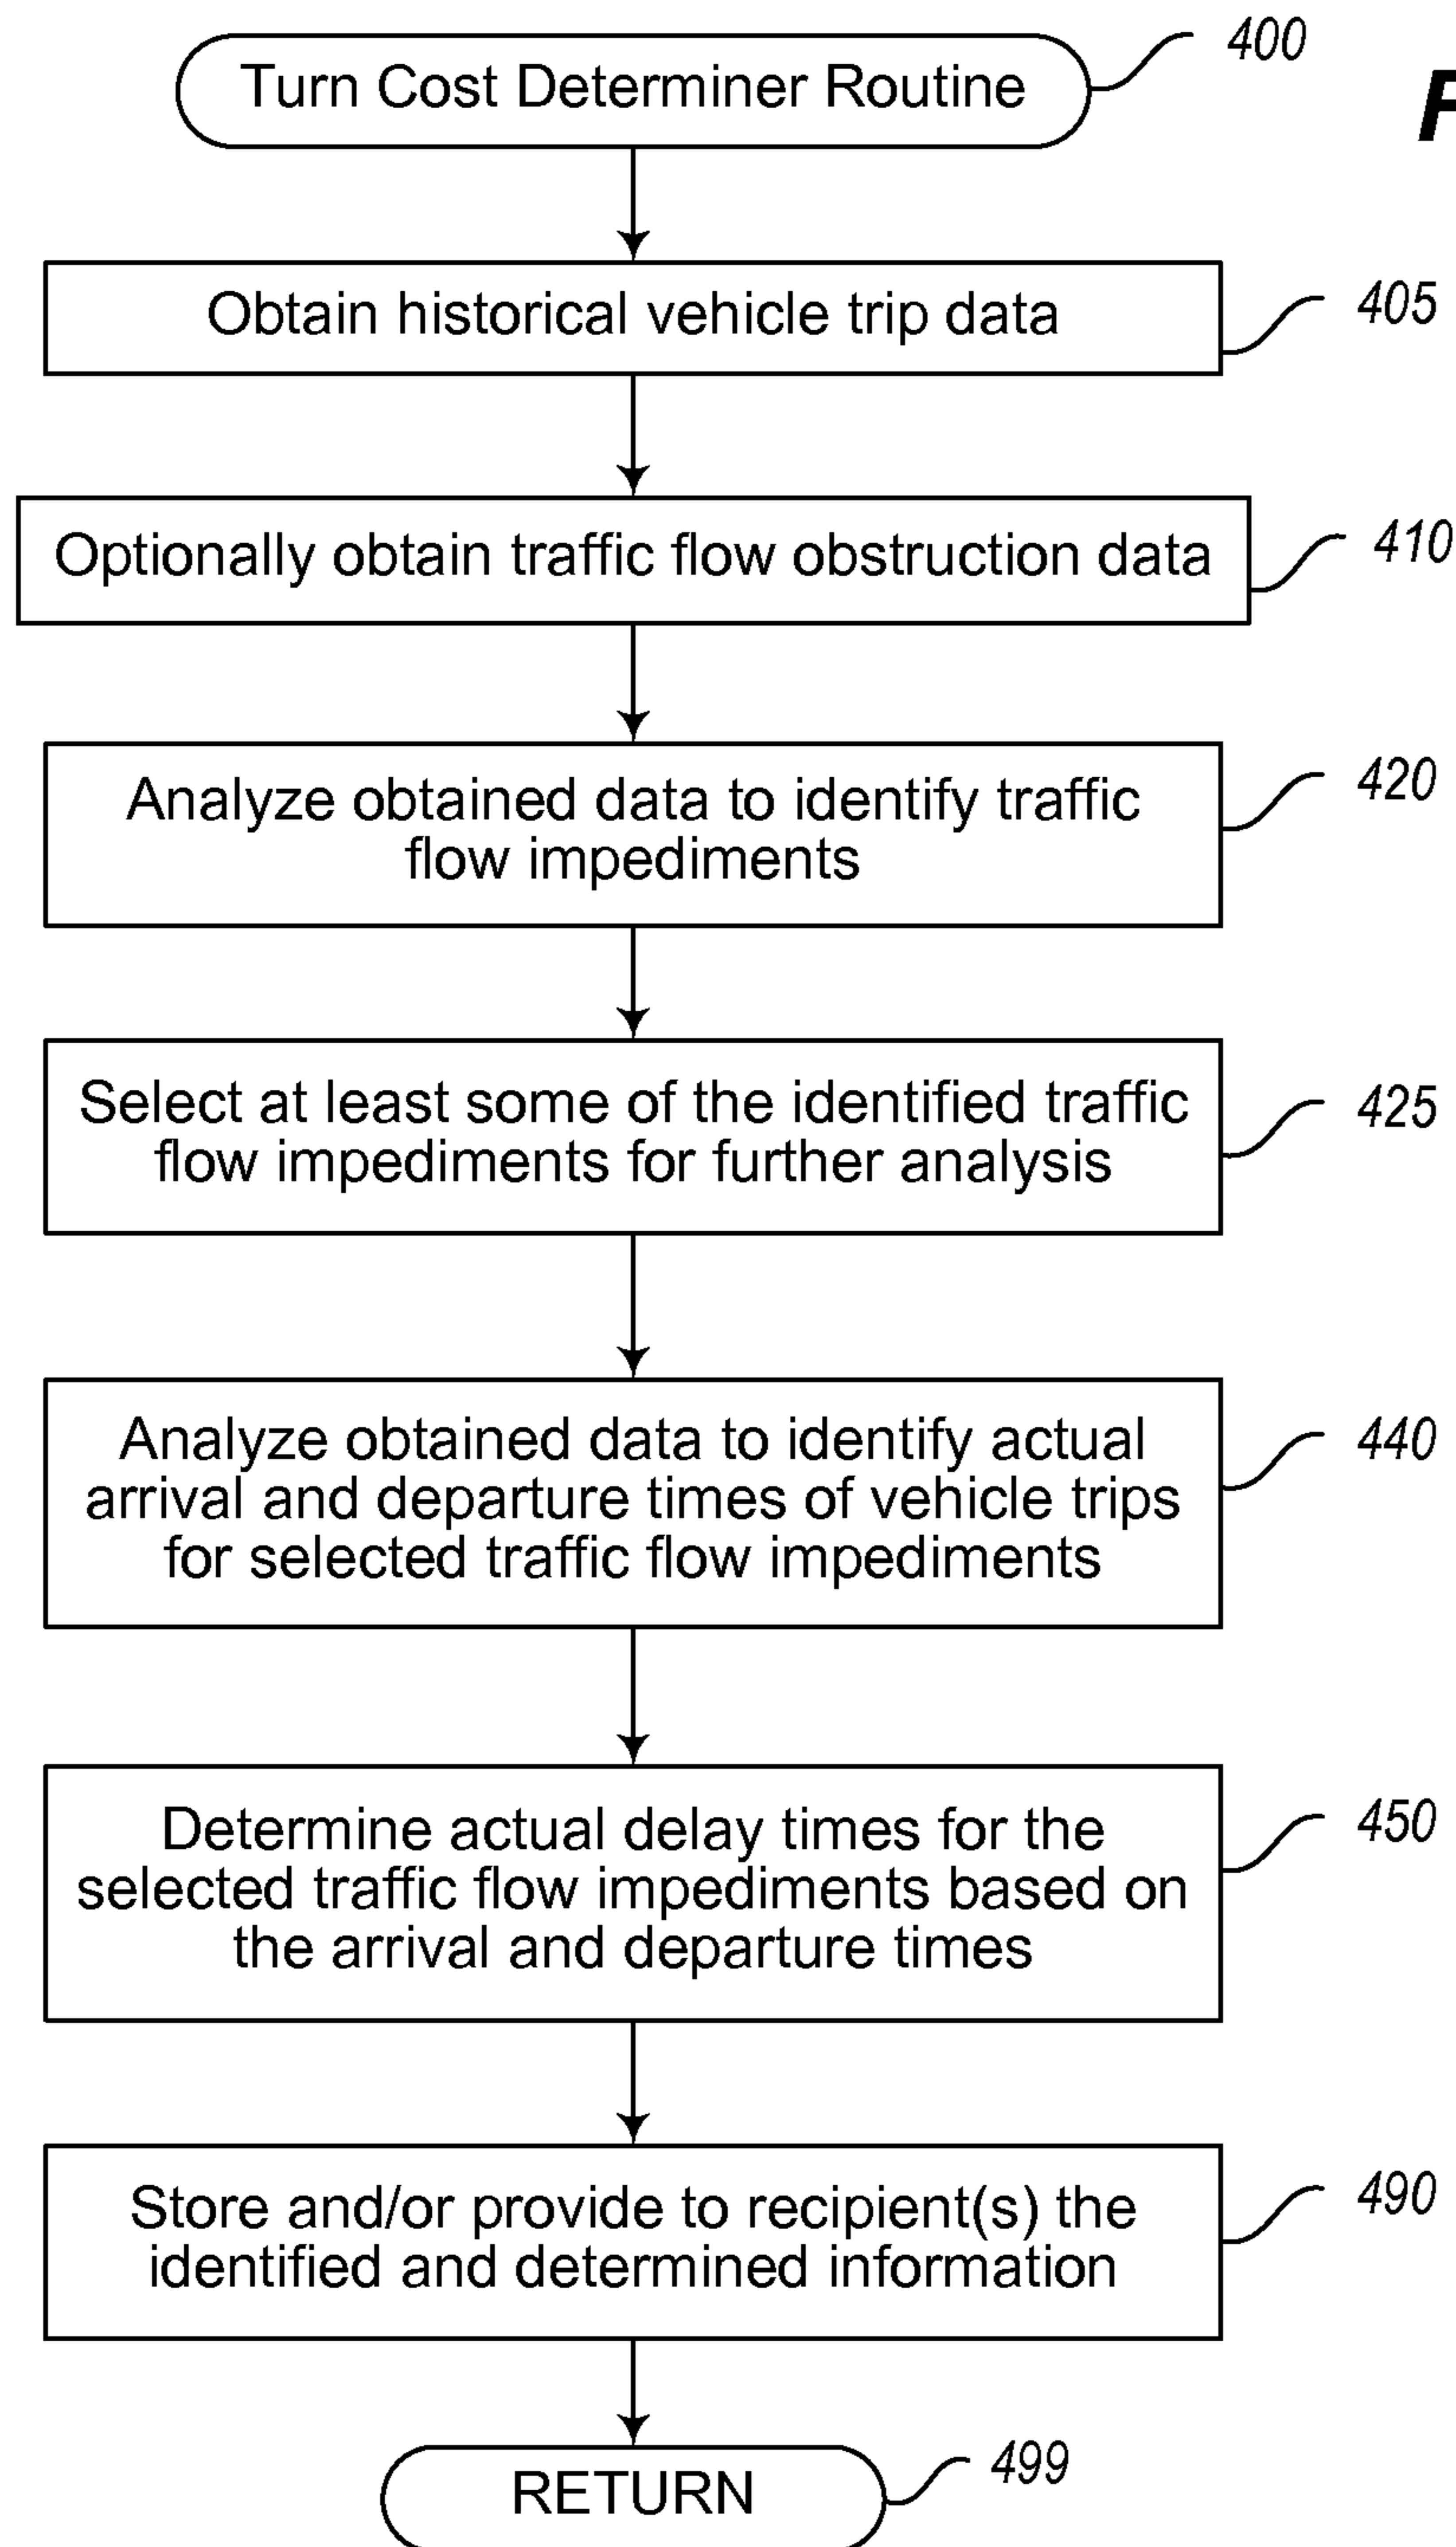 Turn Cost Determiner Routine
400
Obtain historical vehicle trip data
405
Optionally obtain traffic flow obstruction data
410
Analyze obtained data to identify traffic
flow impediments
420
Select at least some of the identified traffic
flow impediments for further analysis
425
Analyze obtained data to identify actual
arrival and departure times of vehicle trips
for selected traffic flow impediments
440
Determine actual delay times for the
selected traffic flow impediments based on
the arrival and departure times
450
Store and/or provide to recipient(s) the
identified and determined information
490
RETURN
499